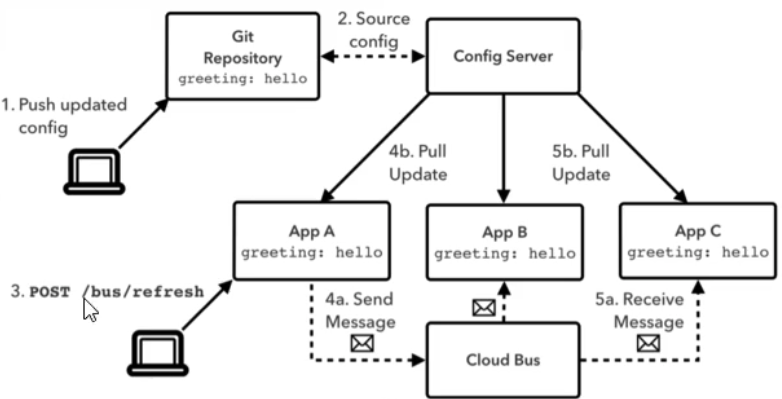 Git
Repository
greeting: hello
2. Source
config
Config Server
1. Push updated
config
4b. Pull
Update
5b. Pull
Update
App A
greeting: hello
App B
greeting: hello
App C
greeting: hello
3. POST /bus/refresh
4a. Send
Message
5a. Receive
Message
Cloud Bus